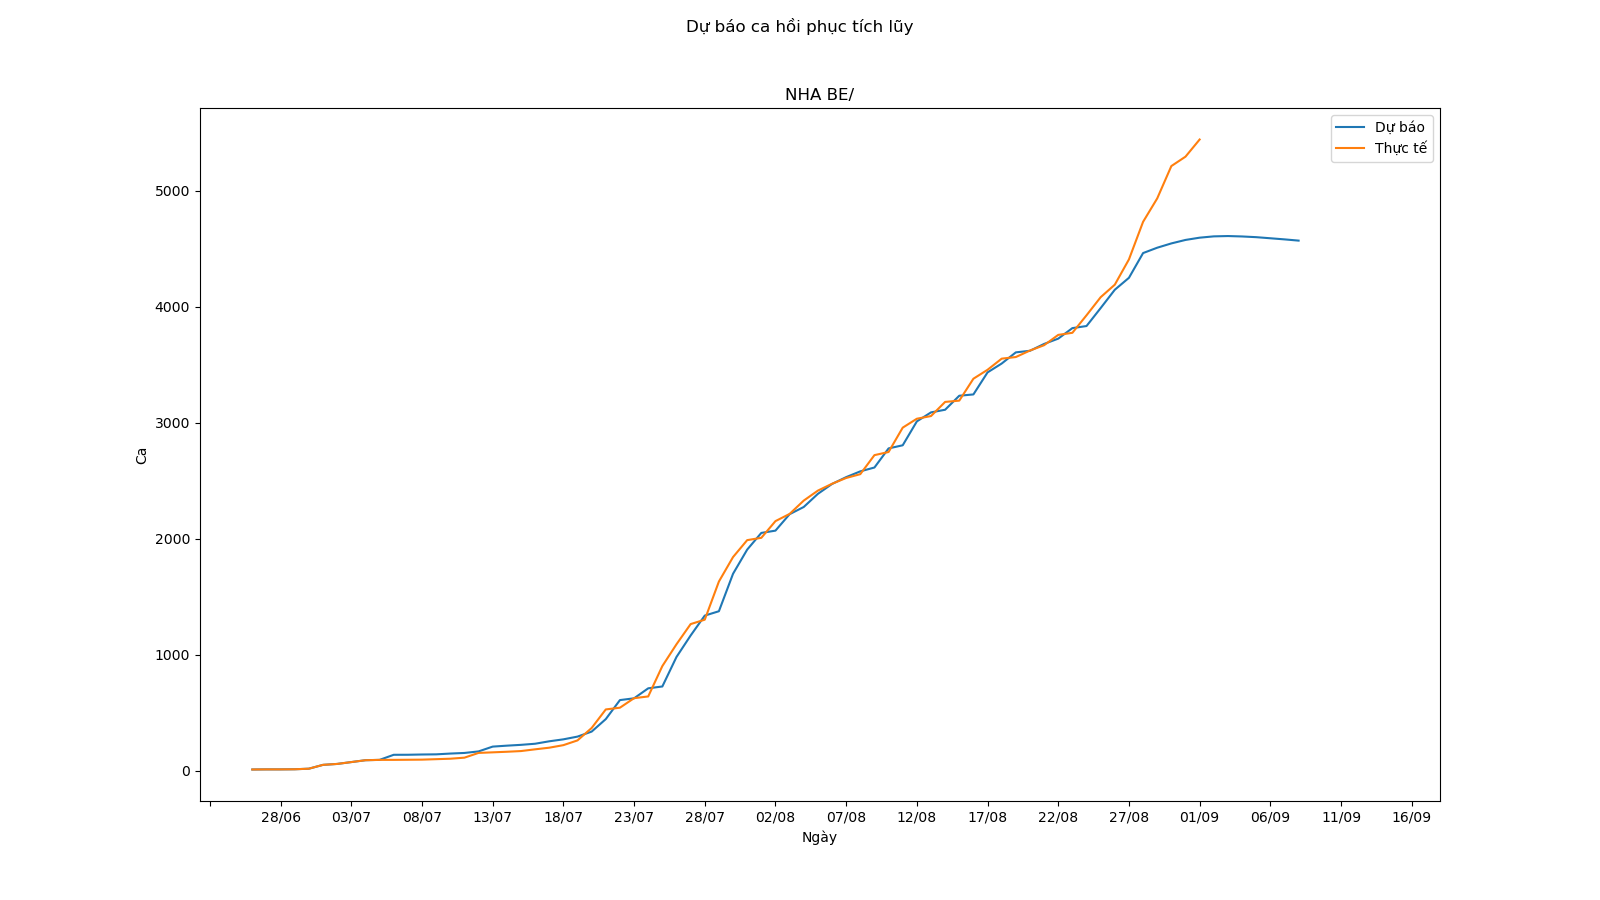 Dự báo ca hồi phục tích lũy
NHA BE/
Dự báo
Thực tế
5000
4000
3000
2000
1000
0
Ca
28/06 03/07 08/07 13/07 18/07 23/07 28/07 02/08 07/08 12/08 17/08 22/08 27/08 01/09 06/09 11/09 16/09
Ngày